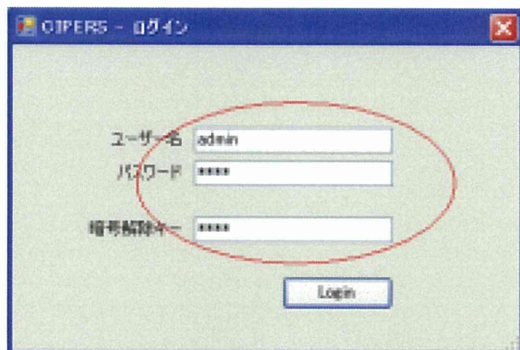 CIPERS - ログイン
ユーザー名 admin
パスワード ****
暗号解除キー ****
Login